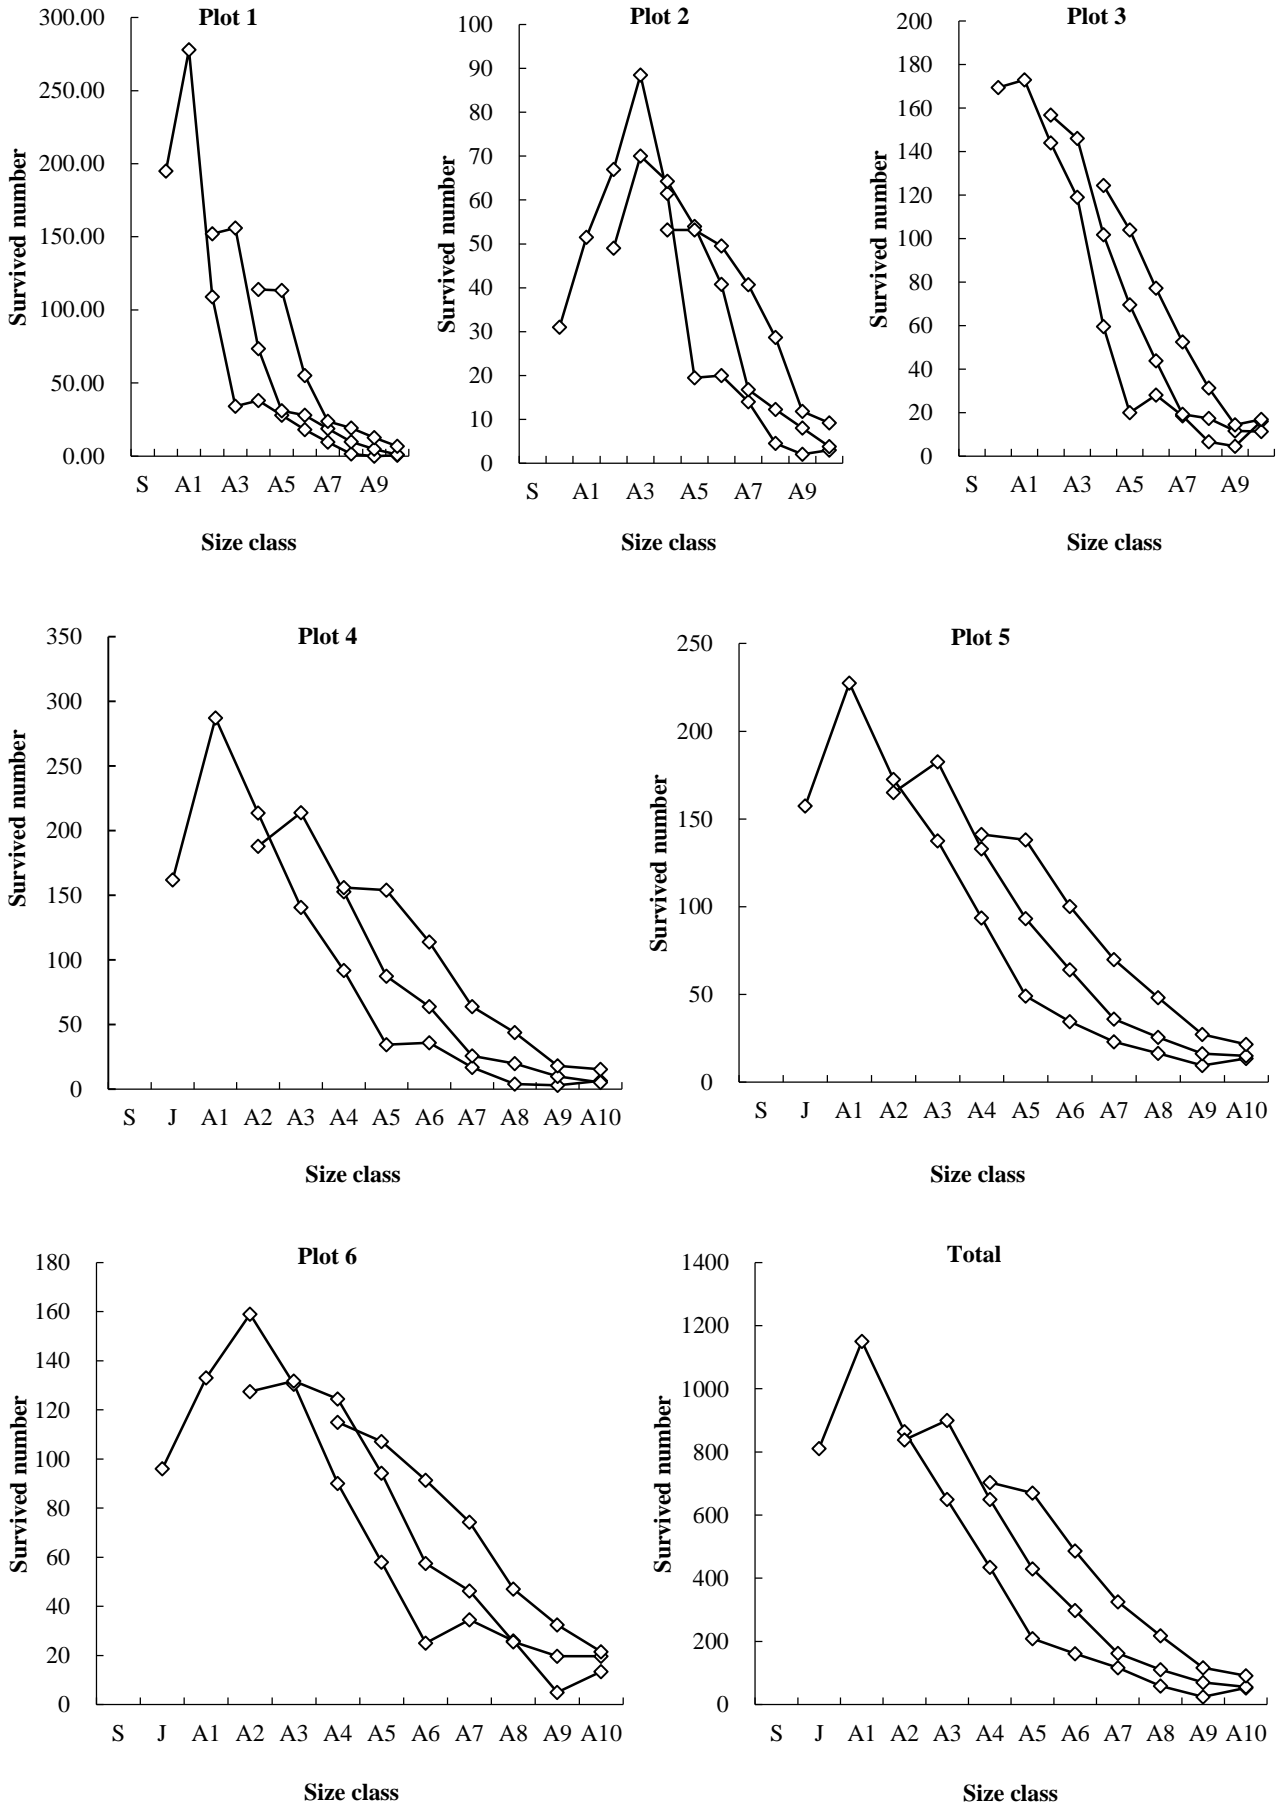 Plot 1
300.00
250.00
200.00
150.00
100.00
50.00
0.00
Survived number
S A1 A3 A5 A7 A9
Size class
Plot 2
100
90
80
70
60
50
40
30
20
10
0
Survived number
S A1 A3 A5 A7 A9
Size class
Plot 3
200
180
160
140
120
100
80
60
40
20
0
Survived number
S A1 A3 A5 A7 A9
Size class
Plot 4
350
300
250
200
150
100
50
0
Survived number
S J A1 A2 A3 A4 A5 A6 A7 A8 A9 A10
Size class
Plot 5
250
200
150
100
50
0
Survived number
S J A1 A2 A3 A4 A5 A6 A7 A8 A9 A10
Size class
Plot 6
180
160
140
120
100
80
60
40
20
0
Survived number
S J A1 A2 A3 A4 A5 A6 A7 A8 A9 A10
Size class
Total
1400
1200
1000
800
600
400
200
0
Survived number
S J A1 A2 A3 A4 A5 A6 A7 A8 A9 A10
Size class